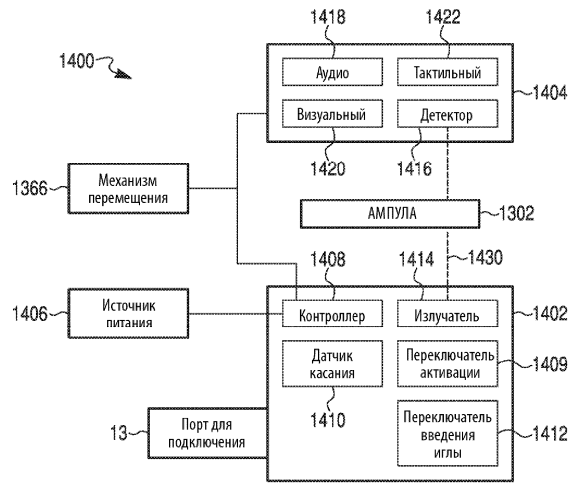 1418
1422
1400
Аудио
Тактильный
1404
Визуальный
Детектор
1420
1416
1366
Механизм
перемещения
АМПУЛА
1302
1408
1414
1430
1406
Источник
питания
Контроллер
Излучатель
1402
Датчик
касания
Переключатель
активации
1409
1410
13
Порт для
подключения
Переключатель
введения
иглы
1412